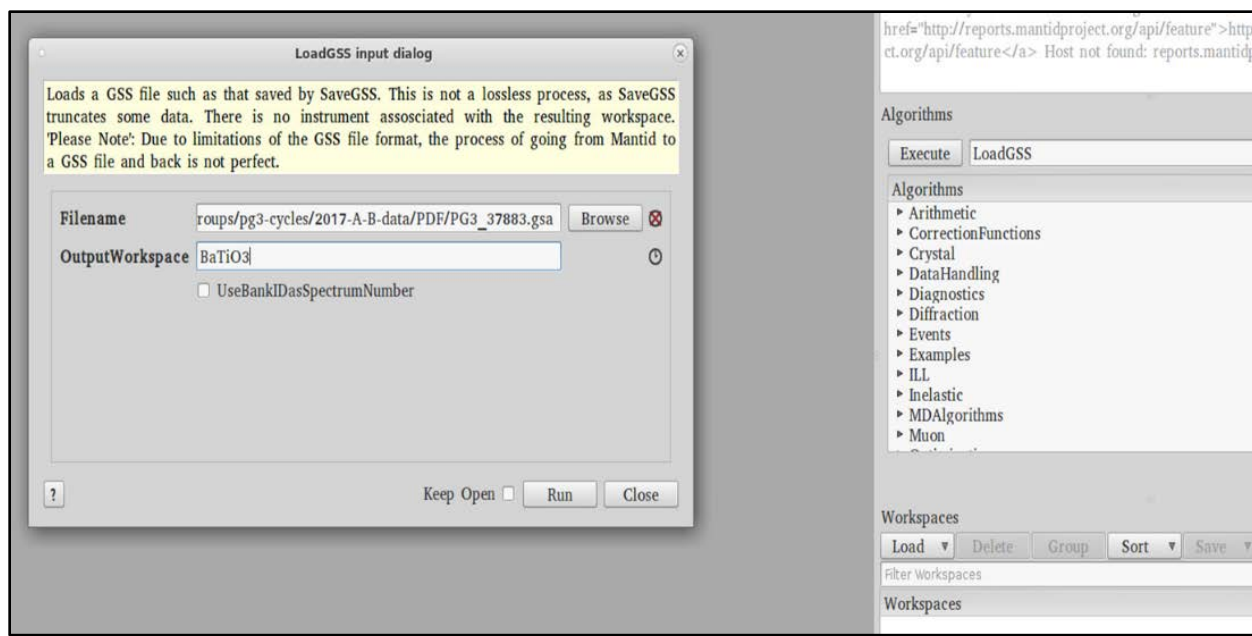 LoadGSS input dialog
Loads a GSS file such as that saved by SaveGSS. This is not a lossless process, as SaveGSS
truncates some data. There is no instrument assosciated with the resulting workspace.
'Please Note': Due to limitations of the GSS file format, the process of going from Mantid to
a GSS file and back is not perfect.
Filename roups/pg3-cycles/2017-A-B-data/PDF/PG3_37883.gsa Browse
OutputWorkspace BaTiO3
UseBankIDasSpectrumNumber
? Keep Open Run Close
href="http://reports.mantidproject.org/api/feature">http
ct.org/api/feature</a> Host not found: reports.mantidp
Algorithms
Execute LoadGSS
Algorithms
Arithmetic
CorrectionFunctions
Crystal
DataHandling
Diagnostics
Diffraction
Events
Examples
ILL
Inelastic
MDAlgorithms
Muon
Workspaces
Load Delete Group Sort Save
Filter Workspaces
Workspaces